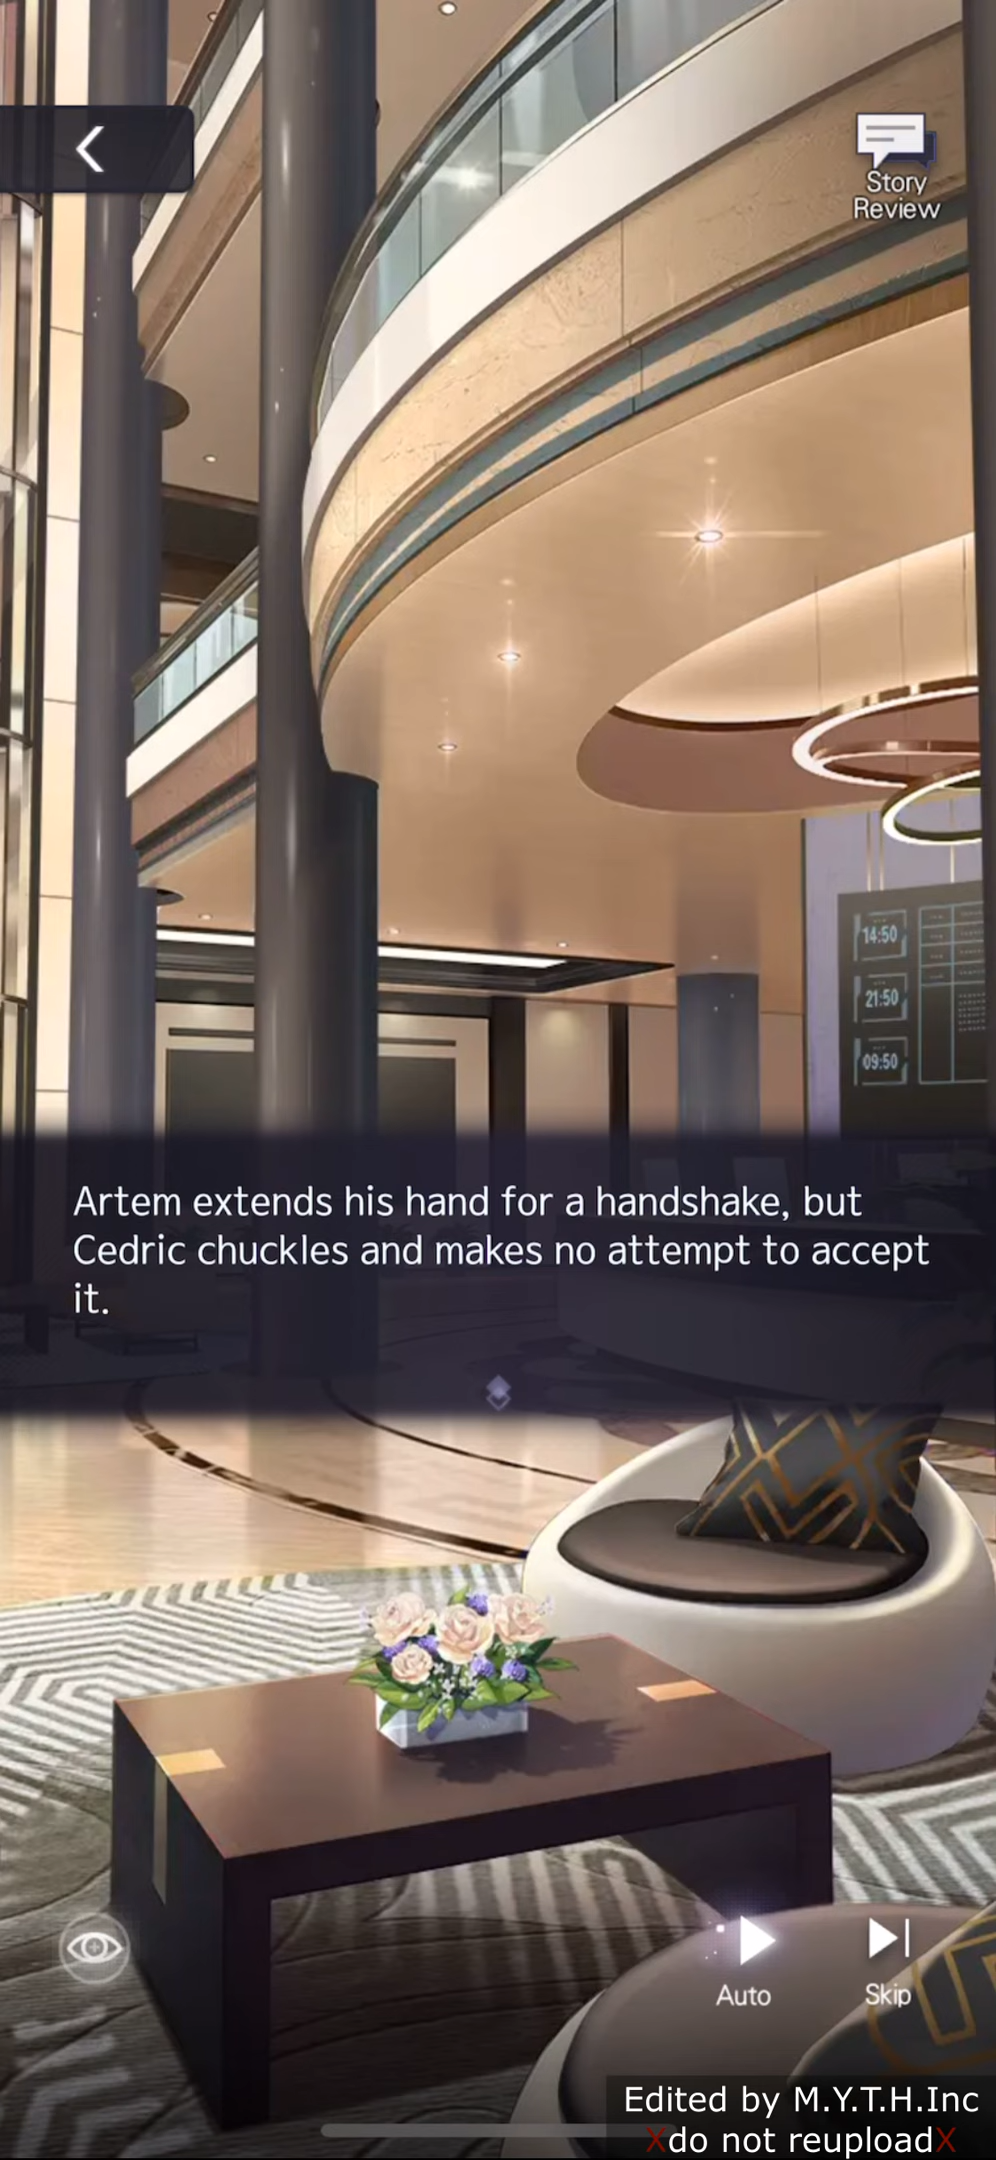 Story
Review
14:50
21:50
09:50
Artem extends his hand for a handshake, but
Cedric chuckles and makes no attempt to accept
it.
Auto
Skip
Edited by M.Y.T.H.Inc
Xdo not reuploadX